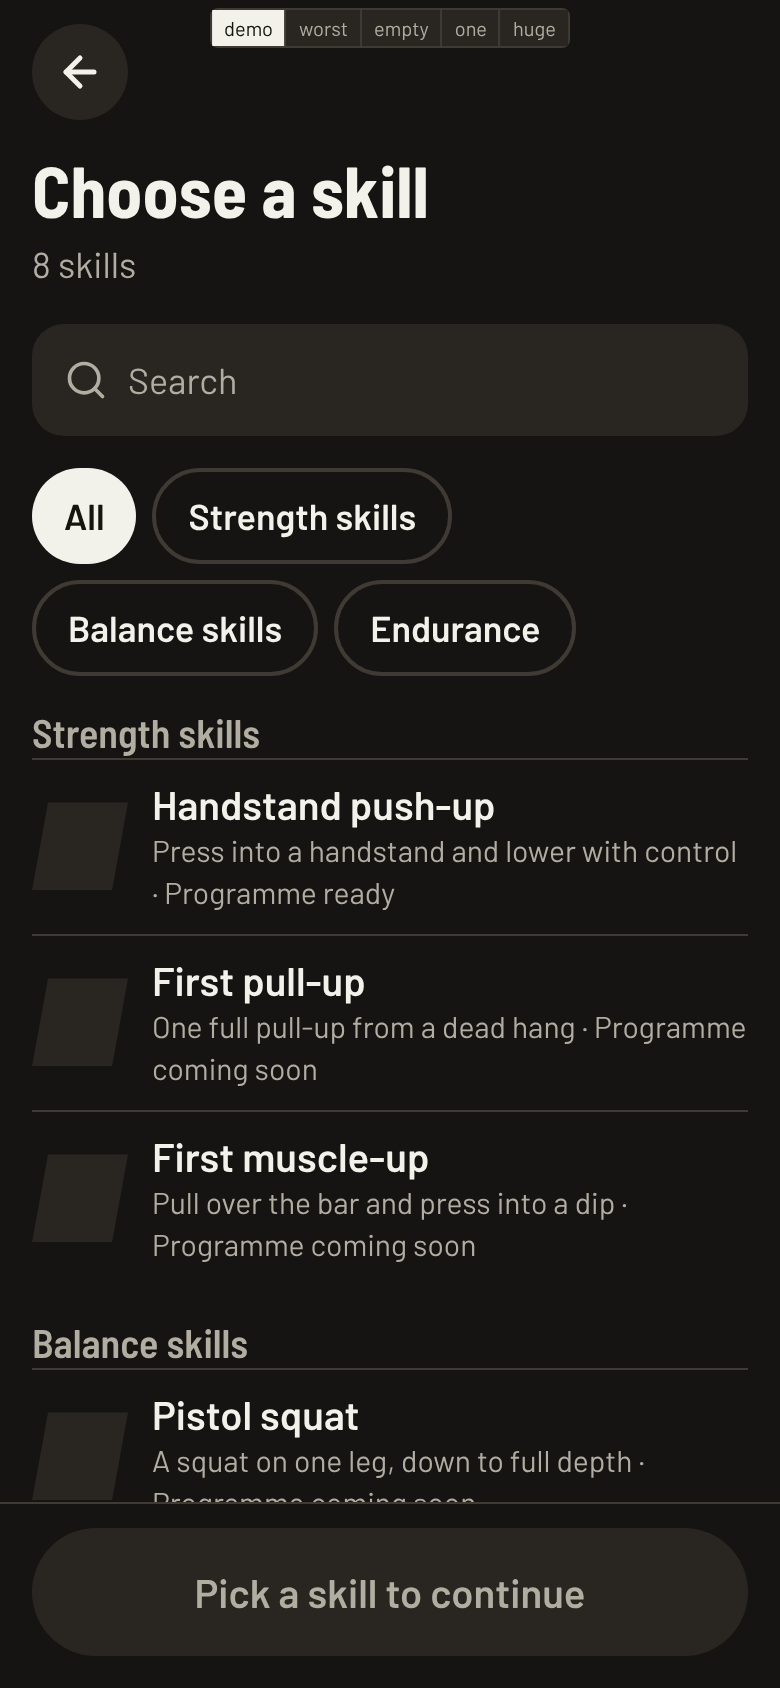 demo worst empty one huge
Choose a skill
8 skills
Search
All Strength skills
Balance skills Endurance
Strength skills
Handstand push-up
Press into a handstand and lower with control
· Programme ready
First pull-up
One full pull-up from a dead hang · Programme
coming soon
First muscle-up
Pull over the bar and press into a dip ·
Programme coming soon
Balance skills
Pistol squat
A squat on one leg, down to full depth ·
Programme coming soon
Pick a skill to continue